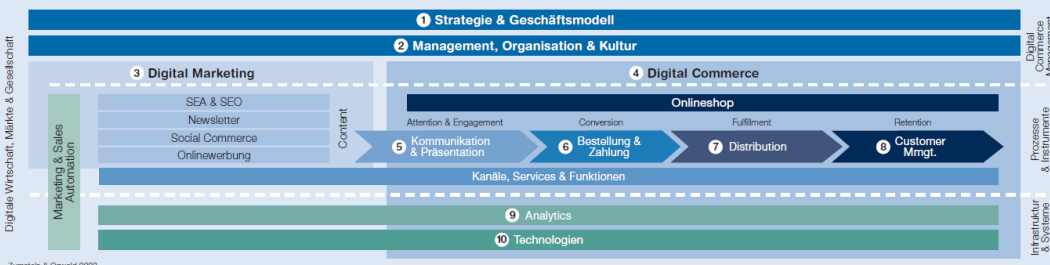 1 Strategie & Geschäftsmodell
2 Management, Organisation & Kultur
Digitale Wirtschaft, Märkte & Gesellschaft
Digital
Commerce
Management
3 Digital Marketing
4 Digital Commerce
Marketing & Sales
Automation
SEA & SEO
Newsletter
Social Commerce
Onlinewerbung
Content
Onlineshop
Attention & Engagement
Conversion
Fulfillment
Retention
5 Kommunikation
& Präsentation
6 Bestellung &
Zahlung
7 Distribution
8 Customer
Mmgt.
Prozesse
& Instrumente
Kanäle, Services & Funktionen
9 Analytics
10 Technologien
Infrastruktur
& Systeme